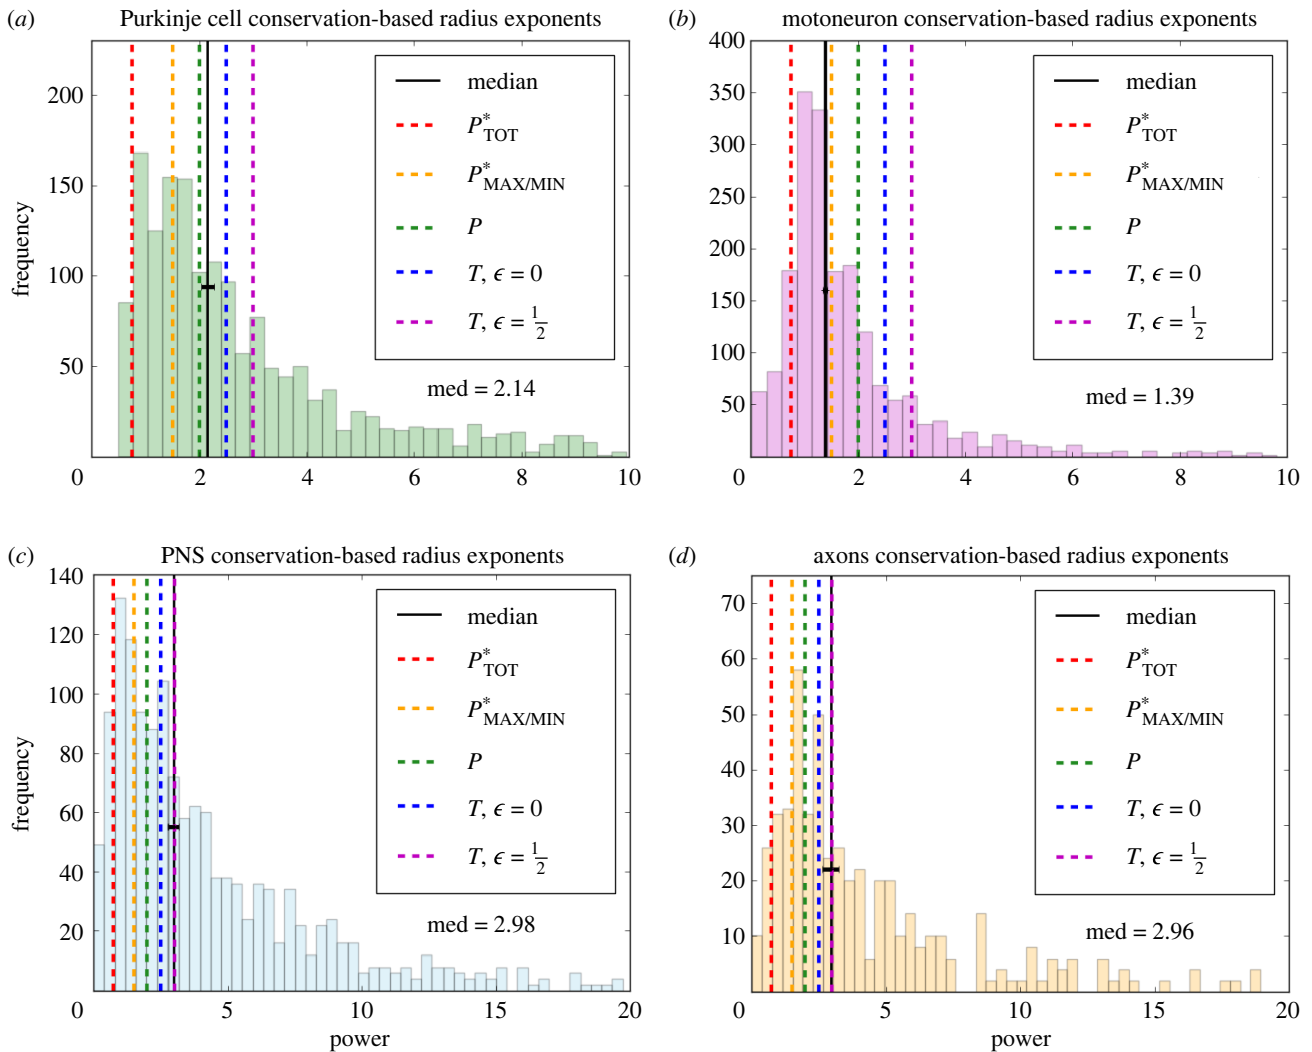 (a) Purkinje cell conservation-based radius exponents
frequency
200
150
100
50
0
2
4
6
8
10
median
P*TOT
P*MAX/MIN
P
T, ϵ = 0
T, ϵ = 1/2
med = 2.14
(b) motoneuron conservation-based radius exponents
400
350
300
250
200
150
100
50
0
2
4
6
8
10
median
P*TOT
P*MAX/MIN
P
T, ϵ = 0
T, ϵ = 1/2
med = 1.39
(c) PNS conservation-based radius exponents
frequency
140
120
100
80
60
40
20
0
5
10
15
20
power
median
P*TOT
P*MAX/MIN
P
T, ϵ = 0
T, ϵ = 1/2
med = 2.98
(d) axons conservation-based radius exponents
70
60
50
40
30
20
10
0
5
10
15
20
power
median
P*TOT
P*MAX/MIN
P
T, ϵ = 0
T, ϵ = 1/2
med = 2.96